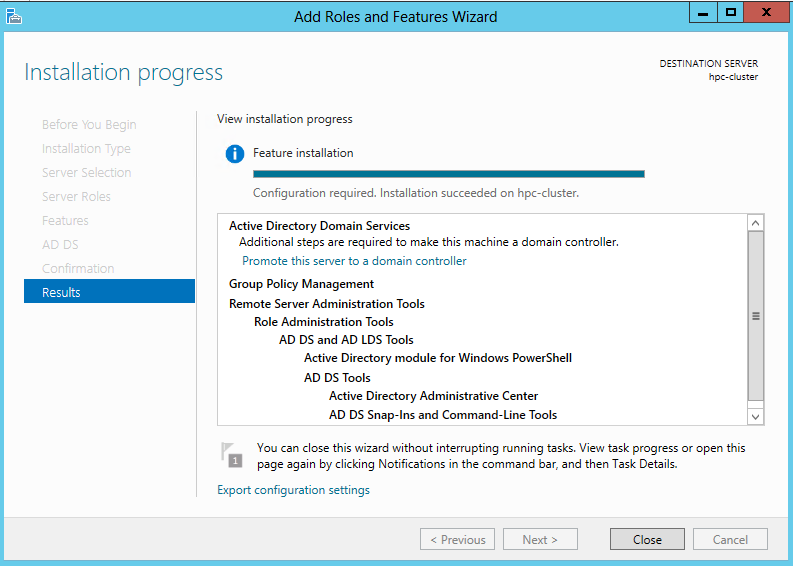 Add Roles and Features Wizard
Installation progress
DESTINATION SERVER
hpc-cluster
Before You Begin
Installation Type
Server Selection
Server Roles
Features
AD DS
Confirmation
Results
View installation progress
Feature installation
Configuration required. Installation succeeded on hpc-cluster.
Active Directory Domain Services
Additional steps are required to make this machine a domain controller.
Promote this server to a domain controller
Group Policy Management
Remote Server Administration Tools
Role Administration Tools
AD DS and AD LDS Tools
Active Directory module for Windows PowerShell
AD DS Tools
Active Directory Administrative Center
AD DS Snap-Ins and Command-Line Tools
1
You can close this wizard without interrupting running tasks. View task progress or open this
page again by clicking Notifications in the command bar, and then Task Details.
Export configuration settings
< Previous
Next >
Close
Cancel